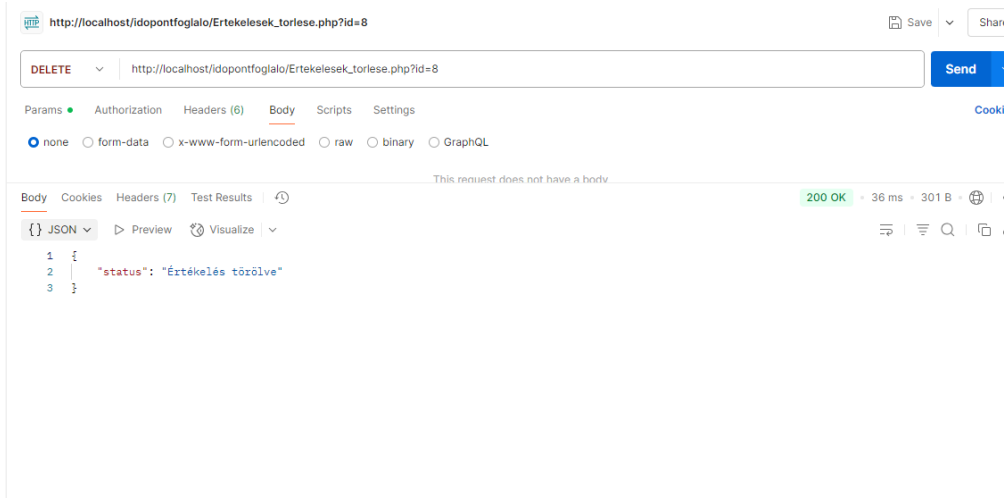 HTTP http://localhost/idopontfoglalo/Ertekelesek_torlese.php?id=8 Save Share
DELETE http://localhost/idopontfoglalo/Ertekelesek_torlese.php?id=8 Send
Params Authorization Headers (6) Body Scripts Settings Cooki
none form-data x-www-form-urlencoded raw binary GraphQL
This request does not have a body
Body Cookies Headers (7) Test Results 200 OK 36 ms 301 B
{} JSON Preview Visualize
1 {
2 "status": "Értékelés törölve"
3 }